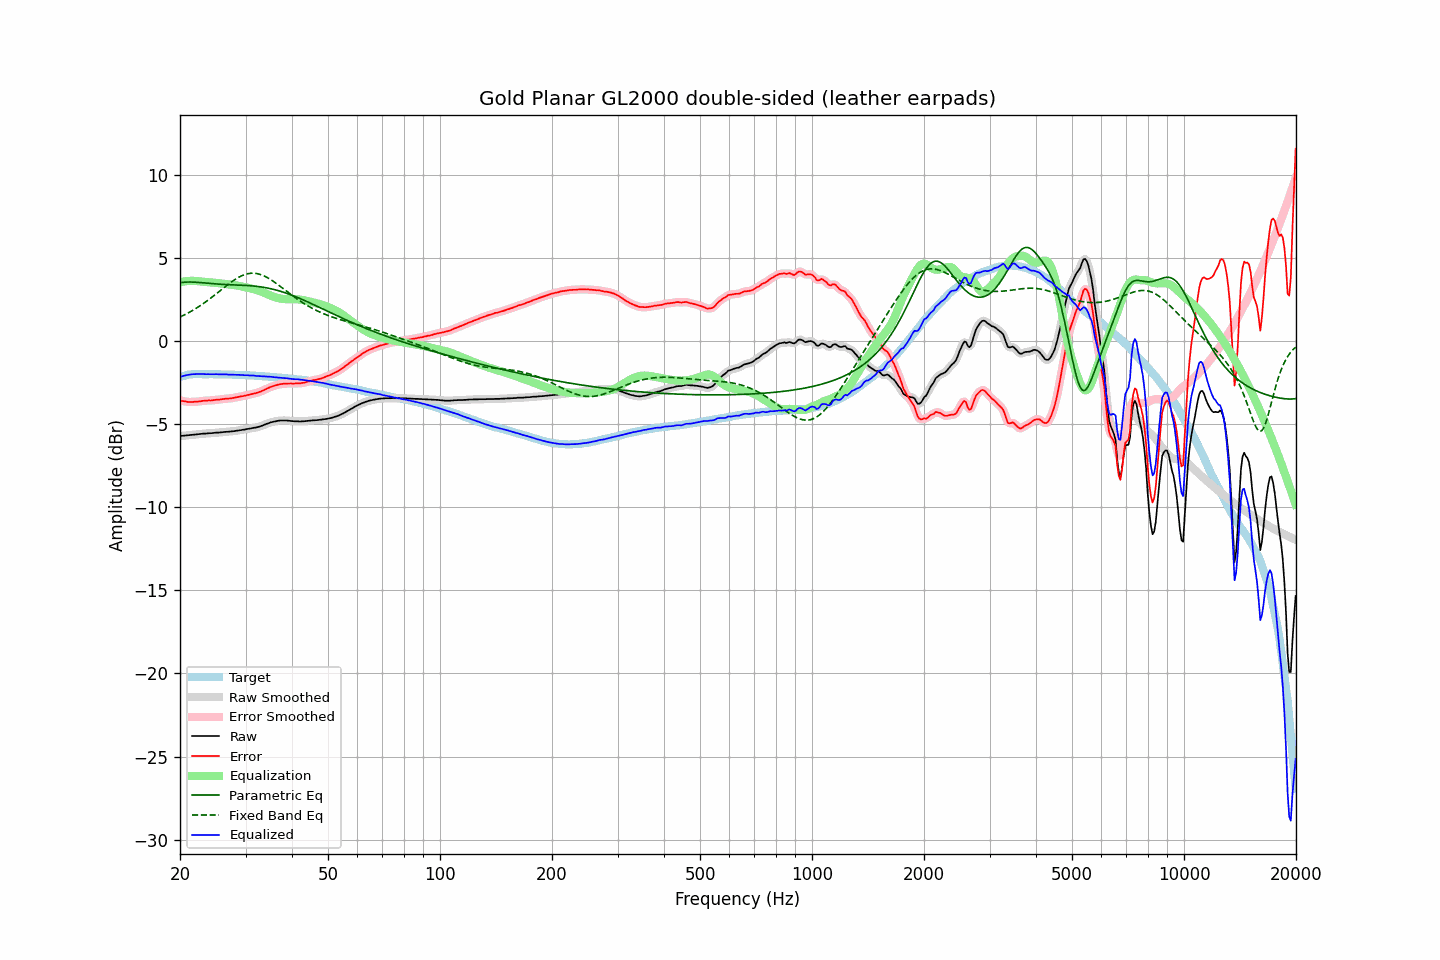 Gold Planar GL2000 double-sided (leather earpads)
Amplitude (dBr)
10
5
0
−5
−10
−15
−20
−25
−30
Target
Raw Smoothed
Error Smoothed
Raw
Error
Equalization
Parametric Eq
Fixed Band Eq
Equalized
20 50 100 200 500 1000 2000 5000 10000 20000
Frequency (Hz)